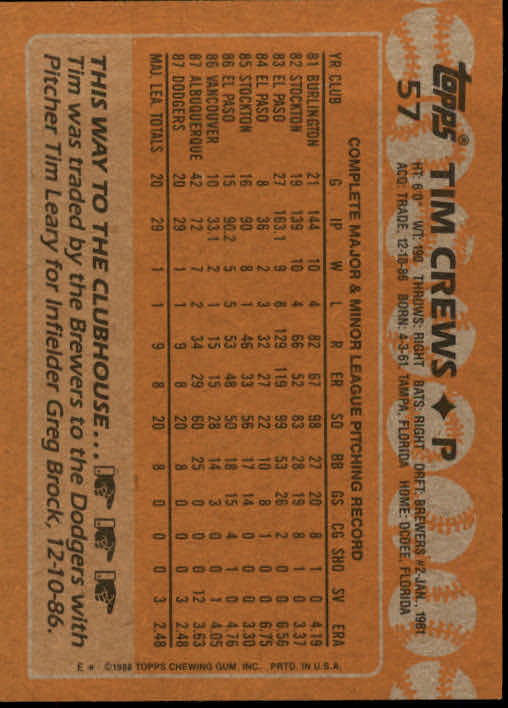 topps®
57
TIM CREWS ♦ P
HT: 6'0" WT: 190 THROWS: RIGHT BATS: RIGHT DRFT: BREWERS #2-JAN., 1981
ACQ: TRADE, 12-10-86 BORN: 4-3-61, TAMPA, FLORIDA HOME: OCOEE, FLORIDA
COMPLETE MAJOR & MINOR LEAGUE PITCHING RECORD
YR CLUB G IP W L R ER SO BB GS CG SHO SV ERA
81 BURLINGTON 21 144 10 4 82 67 98 27 20 8 1 0 4.19
82 STOCKTON 19 139 10 4 66 52 83 28 19 8 1 0 3.37
83 EL PASO 27 163.1 9 8 129 119 99 53 26 2 0 0 6.56
84 EL PASO 8 36 2 3 32 27 22 10 8 1 0 0 6.75
85 STOCKTON 16 90 8 1 46 33 56 17 14 1 0 0 3.30
86 EL PASO 15 90.2 5 5 53 48 50 18 15 4 1 0 4.76
86 VANCOUVER 10 33.1 2 1 15 15 28 14 3 0 0 1 4.05
87 ALBUQUERQUE 42 72 7 2 34 29 60 25 0 0 0 12 3.63
87 DODGERS 20 29 1 1 9 8 20 8 0 0 0 3 2.48
MAJ. LEA. TOTALS 20 29 1 1 9 8 20 8 0 0 0 3 2.48
THIS WAY TO THE CLUBHOUSE...
Tim was traded by the Brewers to the Dodgers with
Pitcher Tim Leary for Infielder Greg Brock, 12-10-86.
E * ©1988 TOPPS CHEWING GUM, INC. PRTD. IN U.S.A.